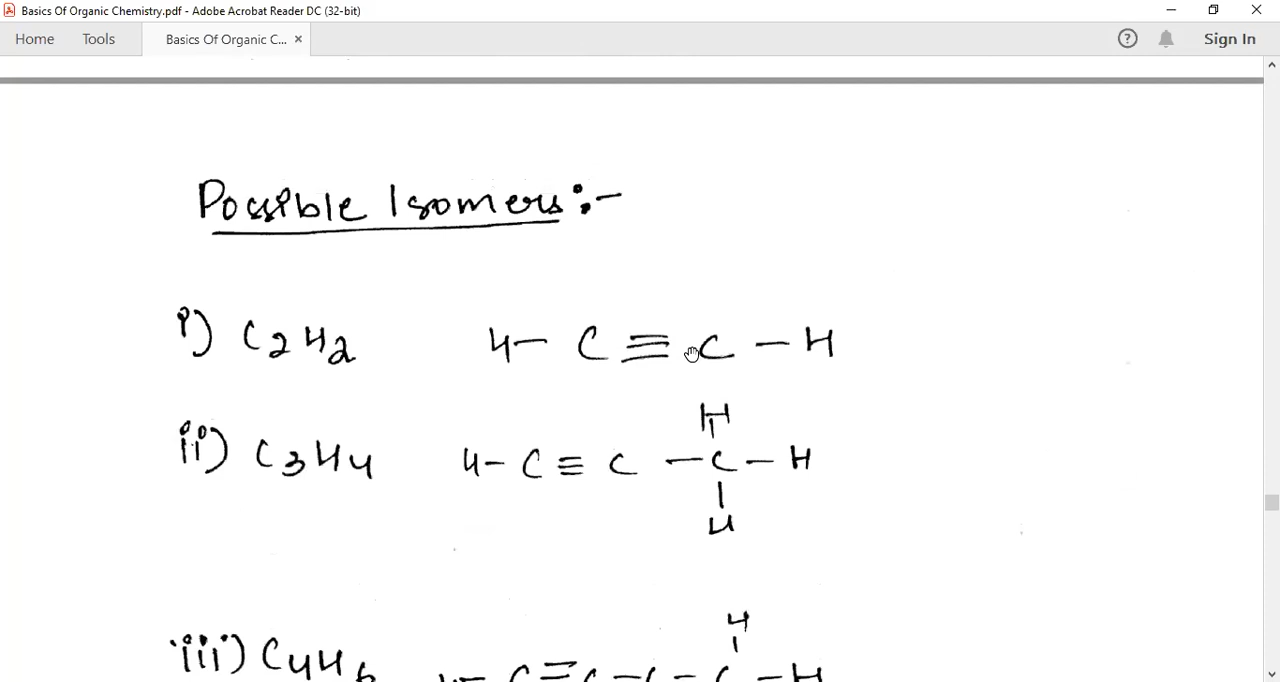 Basics Of Organic Chemistry.pdf - Adobe Acrobat Reader DC (32-bit)
Home Tools Basics Of Organic C... × Sign In
Possible Isomers:-
i) C2H2 H - C ≡ C - H
H
ii) C3H4 H - C ≡ C - C - H
H
H
iii) C4H6 H - C ≡ C - C - C - H